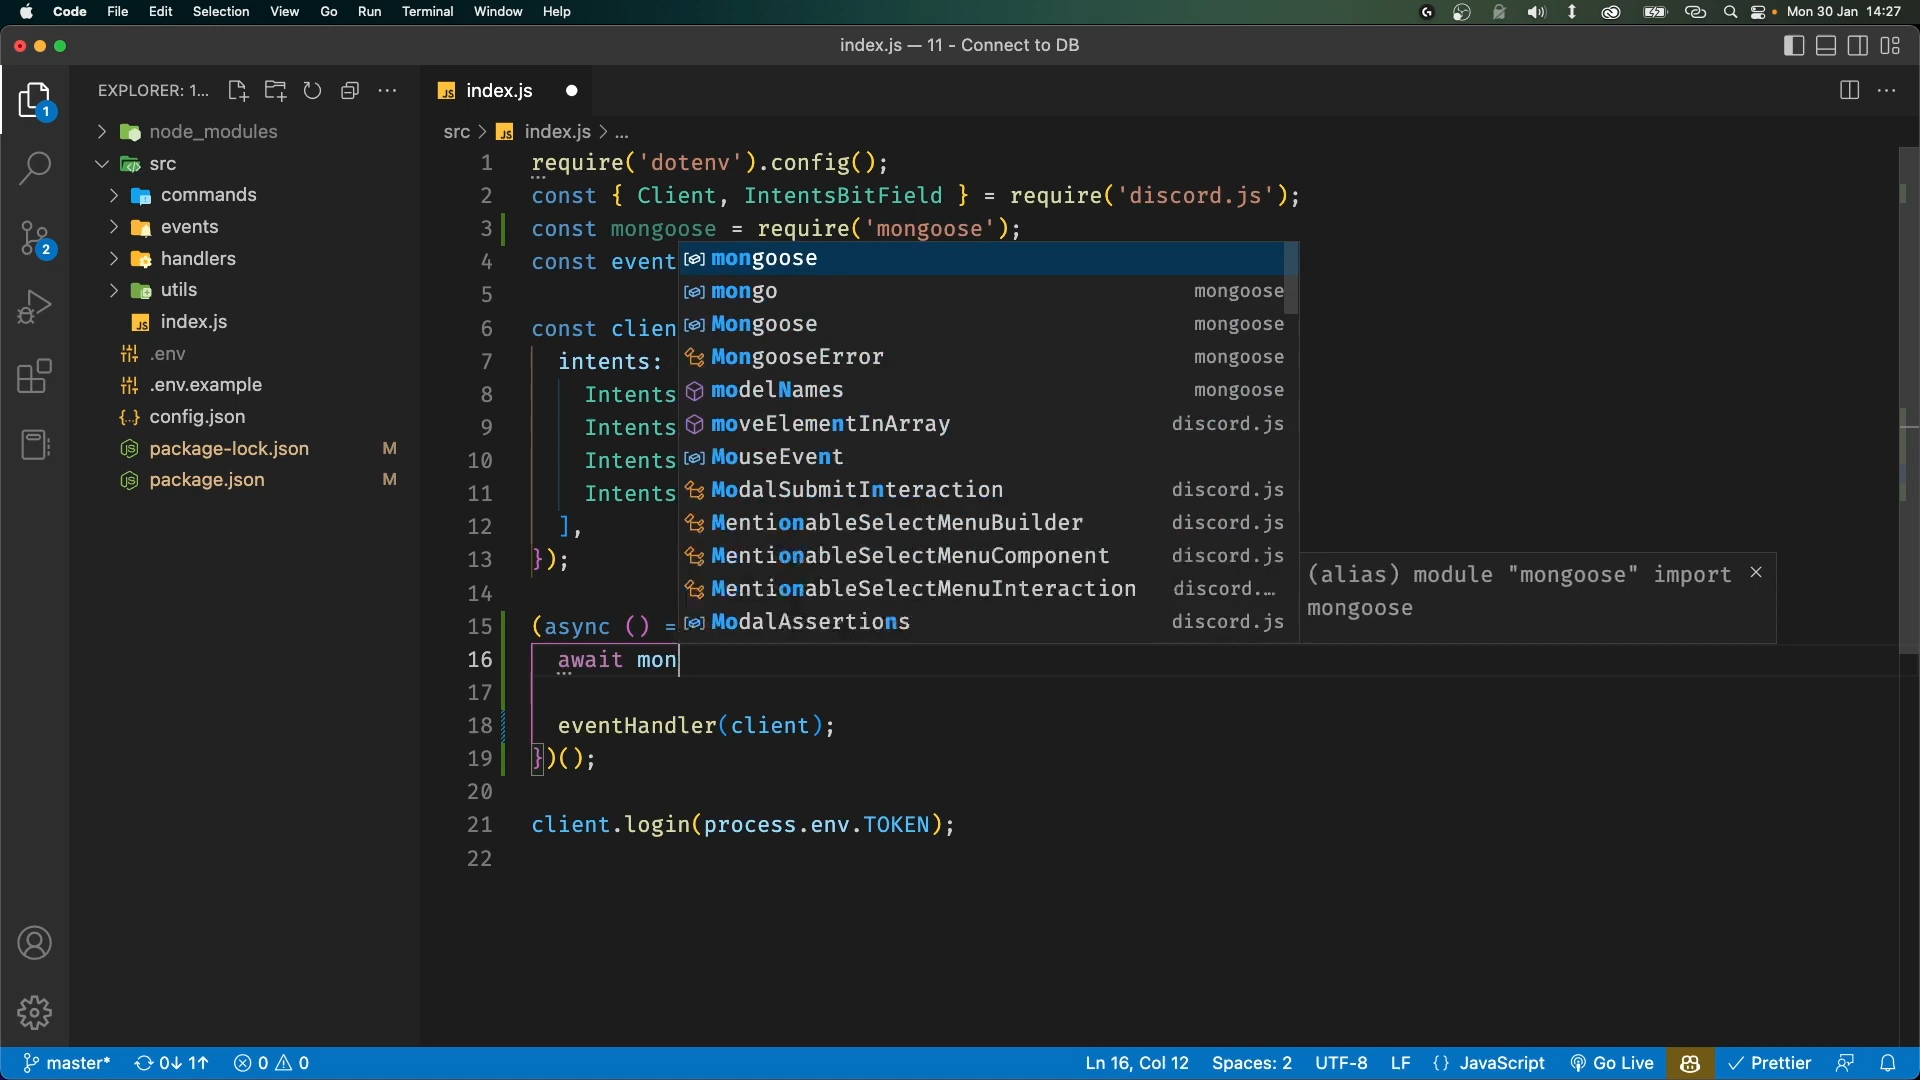 Code File Edit Selection View Go Run Terminal Window Help Mon 30 Jan 14:27
index.js — 11 - Connect to DB
EXPLORER: 1...
index.js
node_modules
src
commands
events
handlers
utils
index.js
.env
.env.example
config.json
package-lock.json M
package.json M
1
2
src > index.js > ...
1 require('dotenv').config();
2 const { Client, IntentsBitField } = require('discord.js');
3 const mongoose = require('mongoose');
4 const event
5
6 const clien
7 intents:
8 Intents
9 Intents
10 Intents
11 Intents
12 ],
13 });
14
15 (async () =
16 await mon
17
18 eventHandler(client);
19 })();
20
21 client.login(process.env.TOKEN);
22
mongoose
mongo mongoose
Mongoose mongoose
MongooseError mongoose
modelNames mongoose
moveElementInArray discord.js
MouseEvent
ModalSubmitInteraction discord.js
MentionableSelectMenuBuilder discord.js
MentionableSelectMenuComponent discord.js
MentionableSelectMenuInteraction discord.…
ModalAssertions discord.js
(alias) module "mongoose" import
mongoose
master* 0↓ 1↑ 0 0 Ln 16, Col 12 Spaces: 2 UTF-8 LF {} JavaScript Go Live Prettier